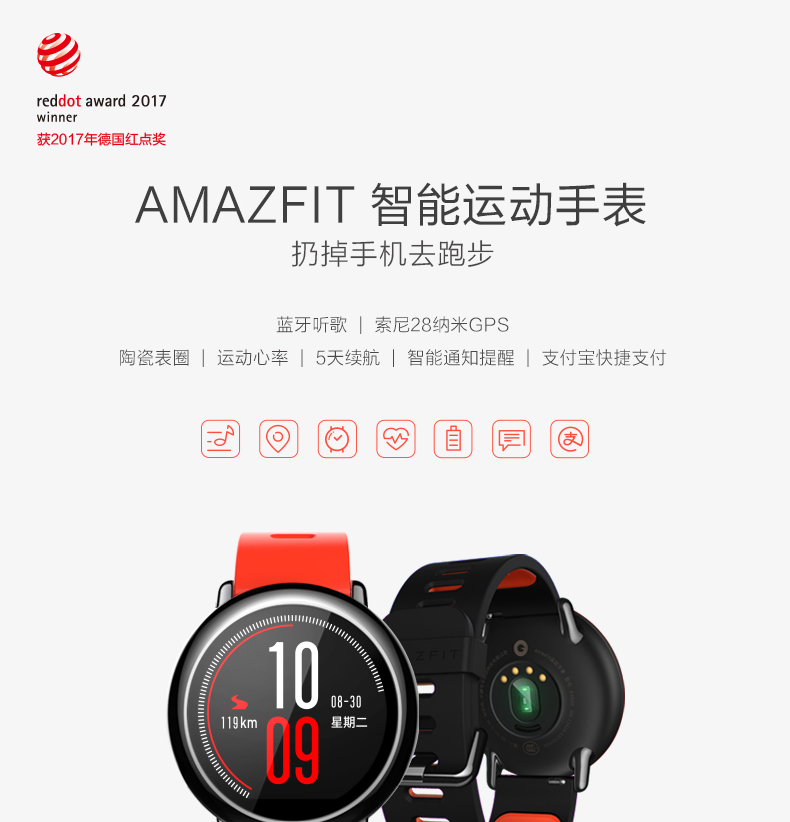 reddot award 2017
winner
获2017年德国红点奖
AMAZFIT 智能运动手表
扔掉手机去跑步
蓝牙听歌 | 索尼28纳米GPS
陶瓷表圈 | 运动心率 | 5天续航 | 智能通知提醒 | 支付宝快捷支付
支
10
08-30
119km
星期二
09
ZFIT